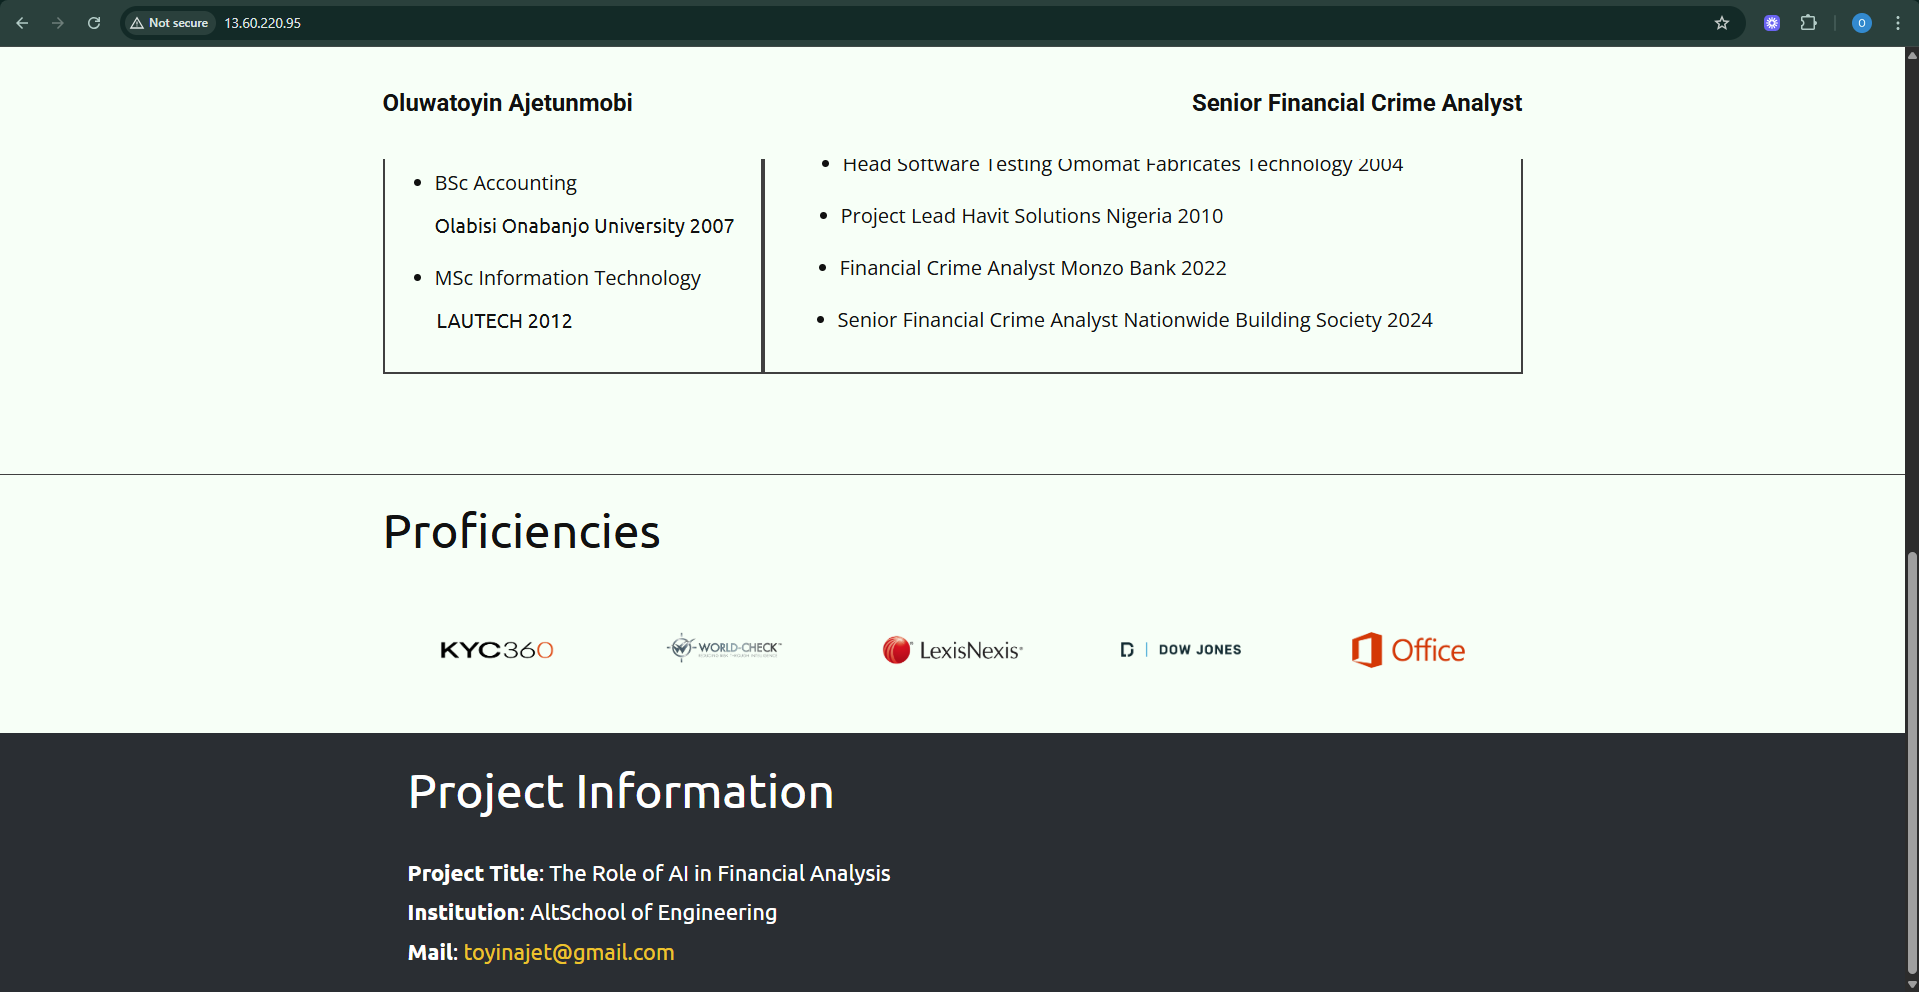 Not secure
13.60.220.95
O
Oluwatoyin Ajetunmobi
Senior Financial Crime Analyst
BSc Accounting
Olabisi Onabanjo University 2007
MSc Information Technology
LAUTECH 2012
Head Software Testing Omomat Fabricates Technology 2004
Project Lead Havit Solutions Nigeria 2010
Financial Crime Analyst Monzo Bank 2022
Senior Financial Crime Analyst Nationwide Building Society 2024
Proficiencies
KYC360
WORLD-CHECK™
LexisNexis®
D | DOW JONES
Office
Project Information
Project Title: The Role of AI in Financial Analysis
Institution: AltSchool of Engineering
Mail: toyinajet@gmail.com